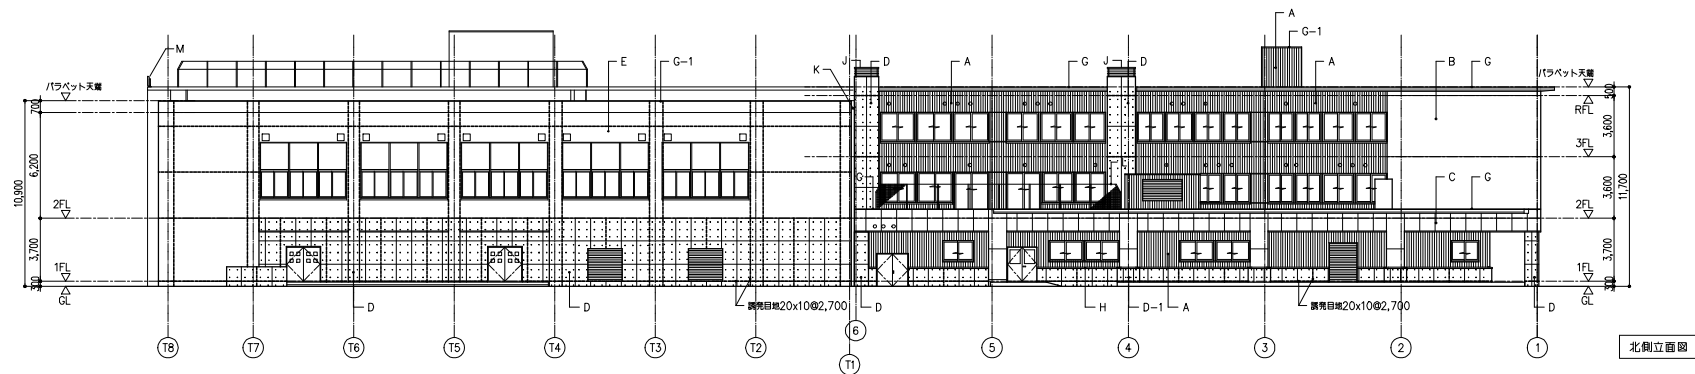 A
G-1
M
E
G-1
J
D
A
G
J
D
A
B
G
K
パラペット天端
パラペット天端
700
6,200
10,900
2FL
3,700
1FL
300
GL
500
RFL
3,600
3FL
3,600
11,700
2FL
3,700
1FL
300
GL
G
C
G
D
D
誘発目地20x10@2,700
D
H
D-1
A
誘発目地20x10@2,700
D
T8
T7
T6
T5
T4
T3
T2
6
T1
5
4
3
2
1
北側立面図